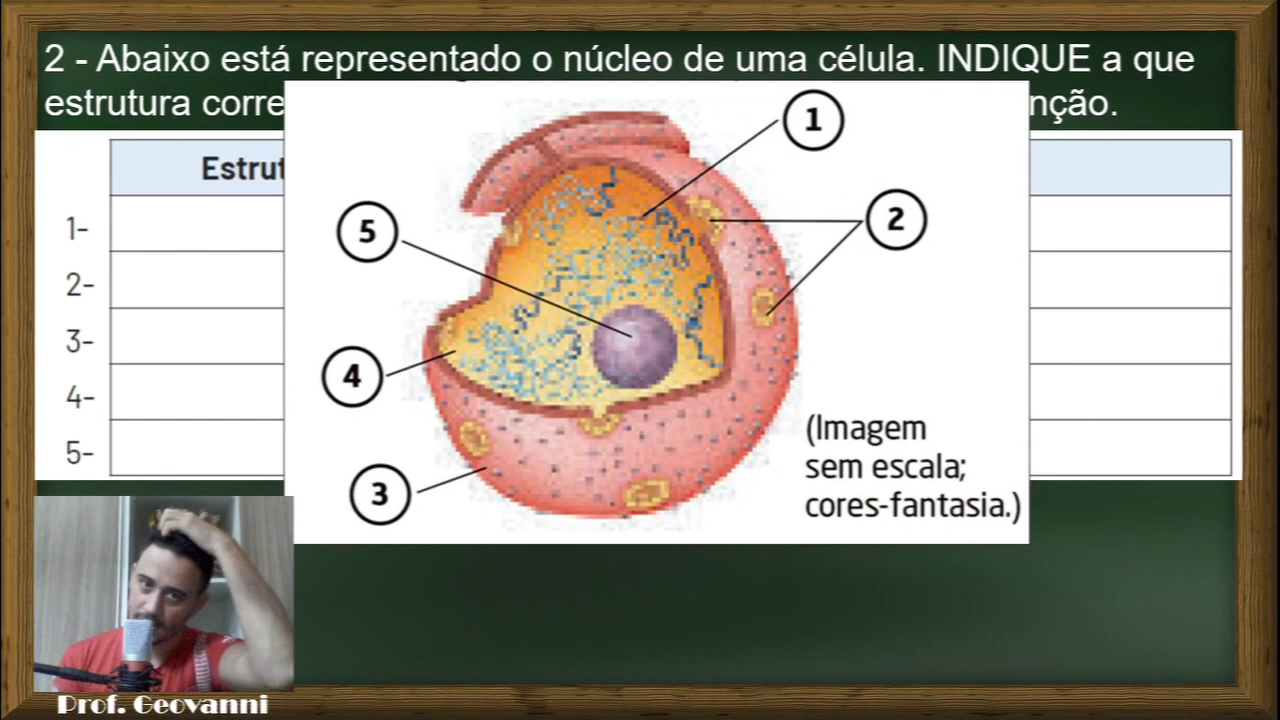 2 - Abaixo está representado o núcleo de uma célula. INDIQUE a que
estrutura corre nção.
Estrut
1-
2-
3-
4-
5-
1
2
5
4
3
(Imagem
sem escala;
cores-fantasia.)
Prof. Geovanni